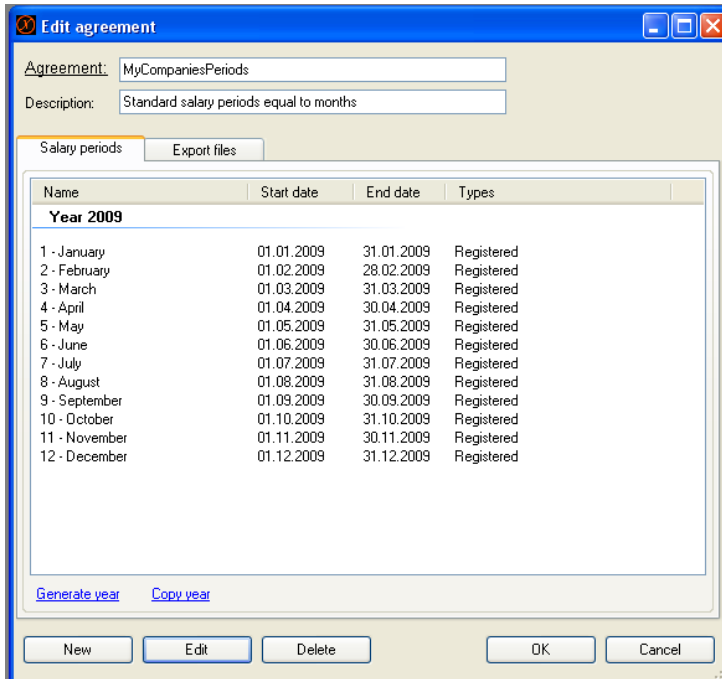 Edit agreement
Agreement: MyCompaniesPeriods
Description: Standard salary periods equal to months
Salary periods Export files
Name Start date End date Types
Year 2009
1 - January 01.01.2009 31.01.2009 Registered
2 - February 01.02.2009 28.02.2009 Registered
3 - March 01.03.2009 31.03.2009 Registered
4 - April 01.04.2009 30.04.2009 Registered
5 - May 01.05.2009 31.05.2009 Registered
6 - June 01.06.2009 30.06.2009 Registered
7 - July 01.07.2009 31.07.2009 Registered
8 - August 01.08.2009 31.08.2009 Registered
9 - September 01.09.2009 30.09.2009 Registered
10 - October 01.10.2009 31.10.2009 Registered
11 - November 01.11.2009 30.11.2009 Registered
12 - December 01.12.2009 31.12.2009 Registered
Generate year Copy year
New Edit Delete OK Cancel